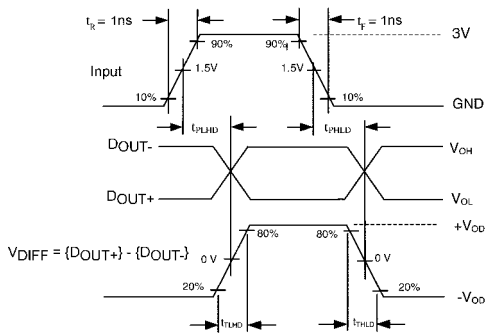 tR = 1ns
tF = 1ns
3V
90%
90%
Input
1.5V
1.5V
10%
10%
GND
tPLHD
tPHLD
DOUT-
VOH
DOUT+
VOL
+VOD
80%
80%
VDIFF = {DOUT+} - {DOUT-}
0 V
0 V
20%
20%
-VOD
tTLHD
tTHLD